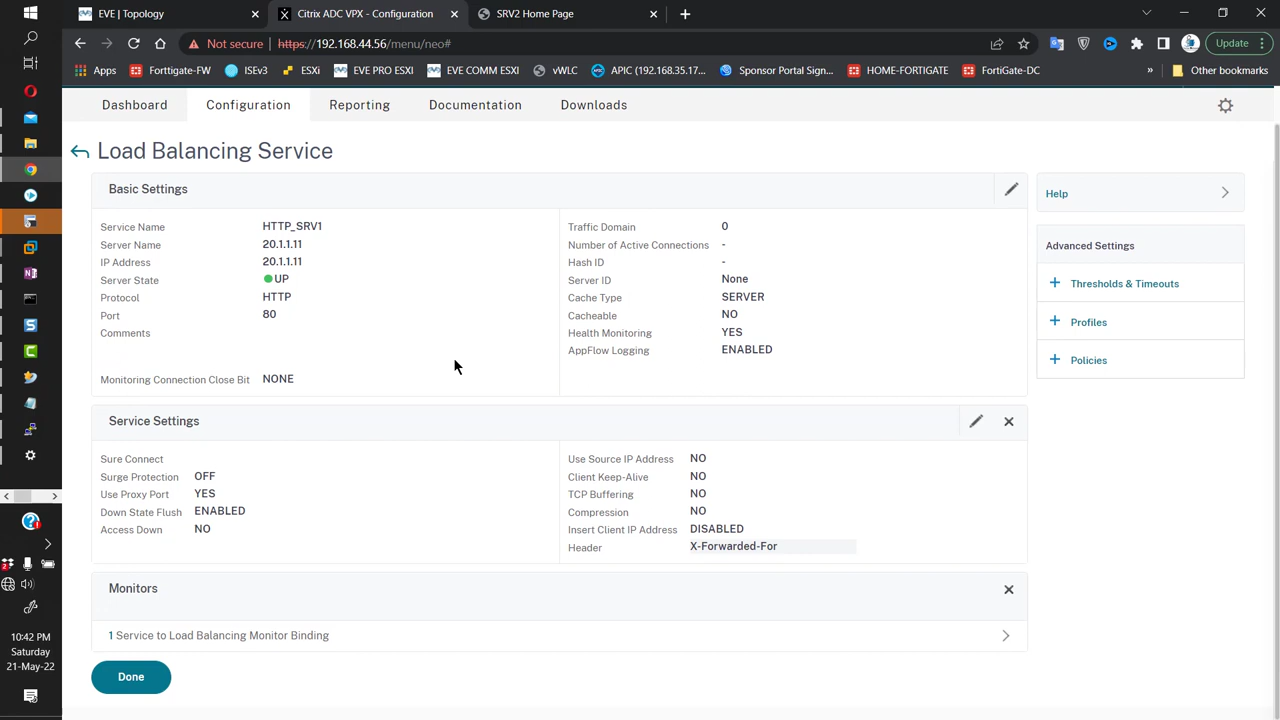 EVE | Topology
Citrix ADC VPX - Configuration
SRV2 Home Page
Not secure
https://192.168.44.56/menu/neo#
Update
Apps
Forttigate-FW
ISEv3
ESXi
EVE PRO ESXI
EVE COMM ESXI
vWLC
APIC (192.168.35.17...
Sponsor Portal Sign...
HOME-FORTIGATE
FortiGate-DC
»
Other bookmarks
Dashboard
Configuration
Reporting
Documentation
Downloads
Load Balancing Service
Basic Settings
Service Name HTTP_SRV1
Server Name 20.1.1.11
IP Address 20.1.1.11
Server State UP
Protocol HTTP
Port 80
Comments
Monitoring Connection Close Bit NONE
Traffic Domain 0
Number of Active Connections -
Hash ID -
Server ID None
Cache Type SERVER
Cacheable NO
Health Monitoring YES
AppFlow Logging ENABLED
Help
Advanced Settings
+ Thresholds & Timeouts
+ Profiles
+ Policies
Service Settings
Sure Connect
Surge Protection OFF
Use Proxy Port YES
Down State Flush ENABLED
Access Down NO
Use Source IP Address NO
Client Keep-Alive NO
TCP Buffering NO
Compression NO
Insert Client IP Address DISABLED
Header X-Forwarded-For
Monitors
1 Service to Load Balancing Monitor Binding
Done
10:42 PM
Saturday
21-May-22